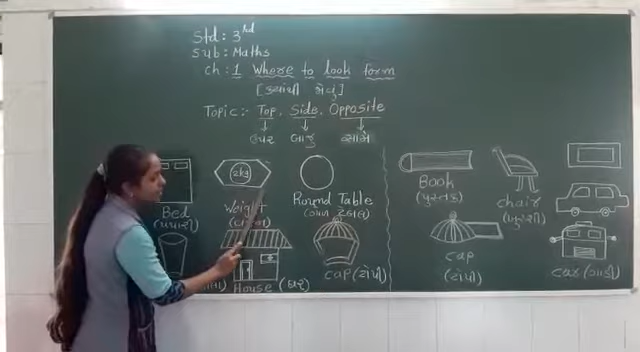 Std: 3rd
Sub: Maths
ch: 1 Where to look form
[ક્યાંથી જોવું]
Topic:- Top, Side, Opposite
ઉપર બાજુ સામે
2kg
Bed
Weight
Round Table
Book
(પુસ્તક)
chair
(ખુરશી)
House (ઘર)
cap (ટોપી)
cap
(ટોપી)
car (ગાડી)